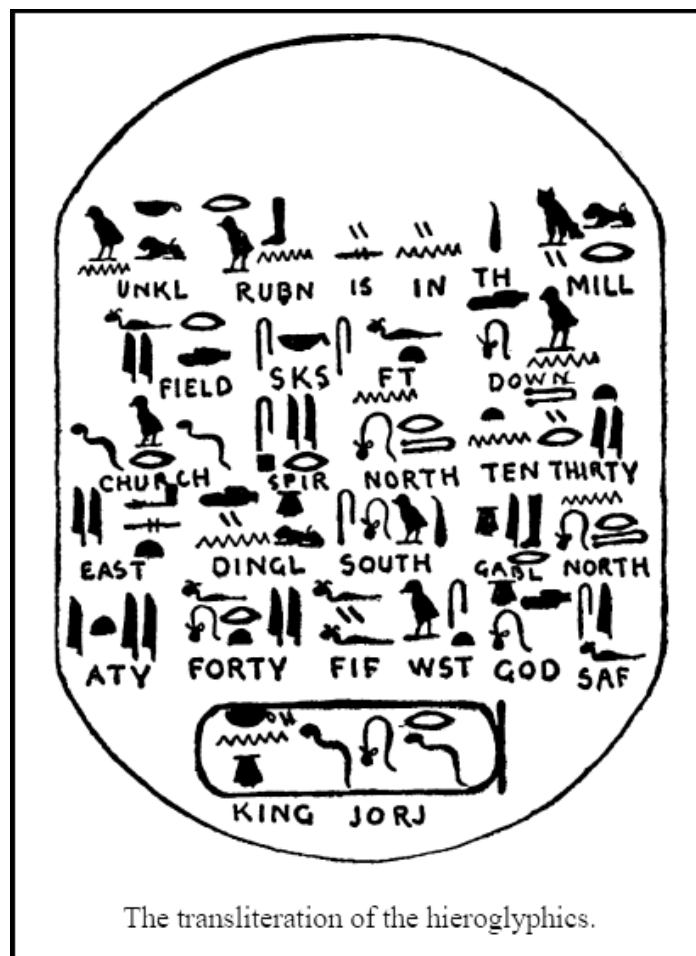 UNKL RUBN IS IN TH MILL
FIELD SKS FT DOWN
CHURCH SPIR NORTH TEN THIRTY
EAST DINGL SOUTH GABL NORTH
ATY FORTY FIF WST GOD SAF
KING JORJ
The transliteration of the hieroglyphics.